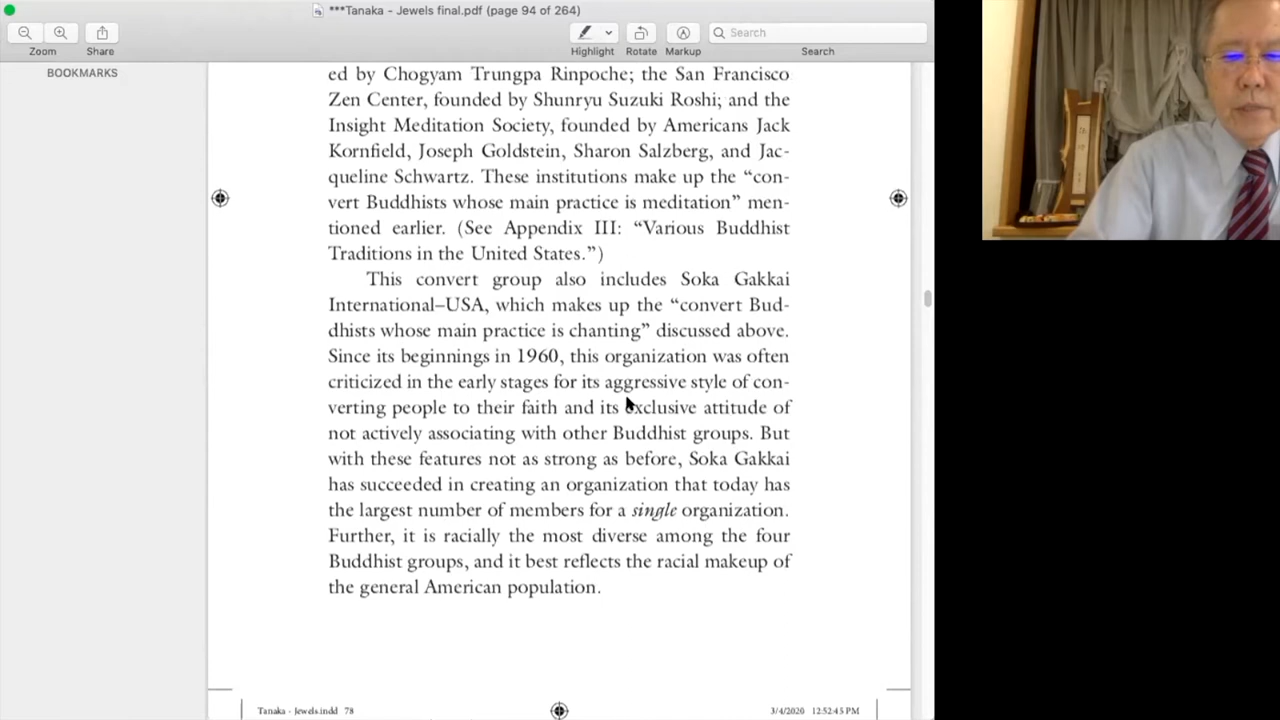 ***Tanaka - Jewels final.pdf (page 94 of 264)
Search
Zoom
Share
Highlight
Rotate
Markup
Search
BOOKMARKS
ed by Chogyam Trungpa Rinpoche; the San Francisco
Zen Center, founded by Shunryu Suzuki Roshi; and the
Insight Meditation Society, founded by Americans Jack
Kornfield, Joseph Goldstein, Sharon Salzberg, and Jac-
queline Schwartz. These institutions make up the “con-
vert Buddhists whose main practice is meditation” men-
tioned earlier. (See Appendix III: “Various Buddhist
Traditions in the United States.”)
This convert group also includes Soka Gakkai
International–USA, which makes up the “convert Bud-
dhists whose main practice is chanting” discussed above.
Since its beginnings in 1960, this organization was often
criticized in the early stages for its aggressive style of con-
verting people to their faith and its exclusive attitude of
not actively associating with other Buddhist groups. But
with these features not as strong as before, Soka Gakkai
has succeeded in creating an organization that today has
the largest number of members for a single organization.
Further, it is racially the most diverse among the four
Buddhist groups, and it best reflects the racial makeup of
the general American population.
Tanaka - Jewels.indd 78
3/4/2020 12:52:45 PM